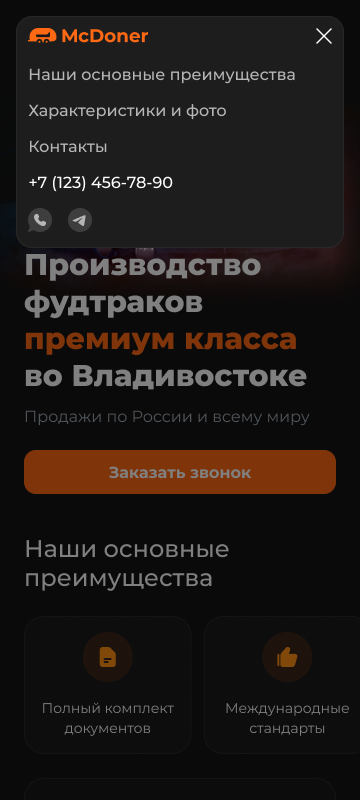 McDoner
Наши основные преимущества
Характеристики и фото
Контакты
+7 (123) 456-78-90
Производство
фудтраков
премиум класса
во Владивостоке
Продажи по России и всему миру
Заказать звонок
Наши основные
преимущества
Полный комплект
документов
Международные
стандарты